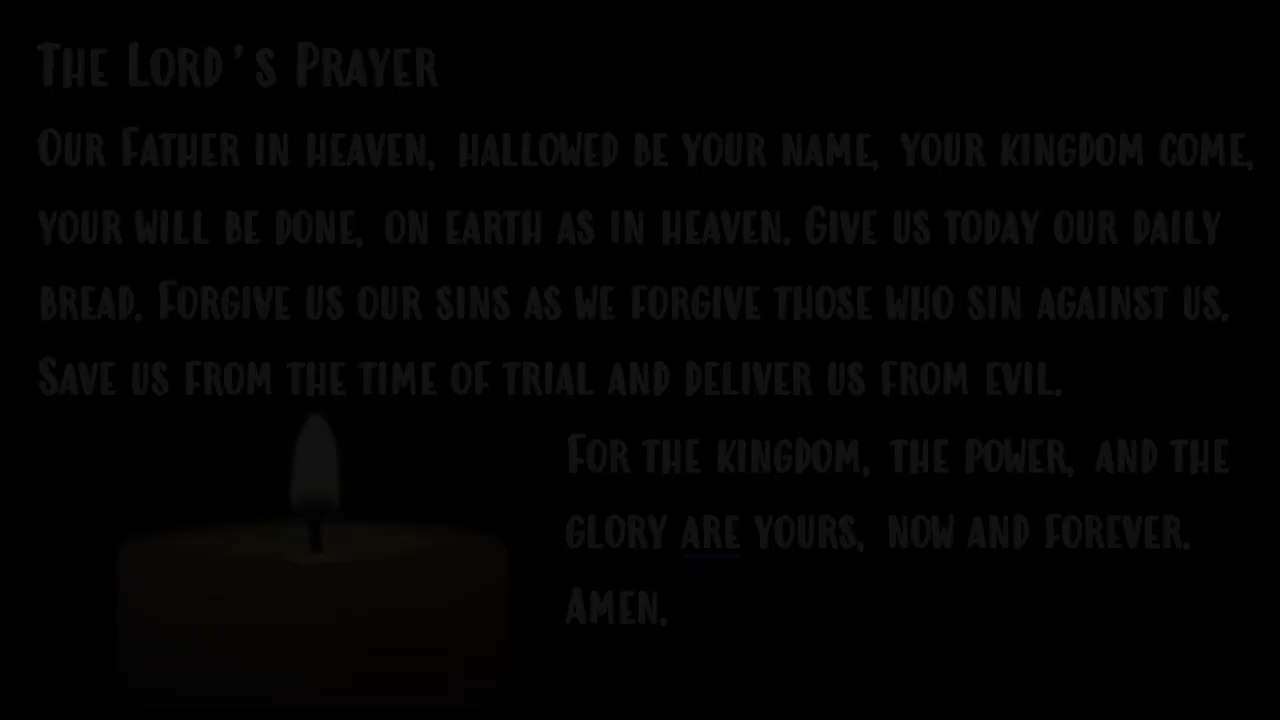 The Lord's Prayer
Our Father in heaven, hallowed be your name, your kingdom come,
your will be done, on earth as in heaven. Give us today our daily
bread. Forgive us our sins as we forgive those who sin against us.
Save us from the time of trial and deliver us from evil.
For the kingdom, the power, and the
glory are yours, now and forever.
Amen.